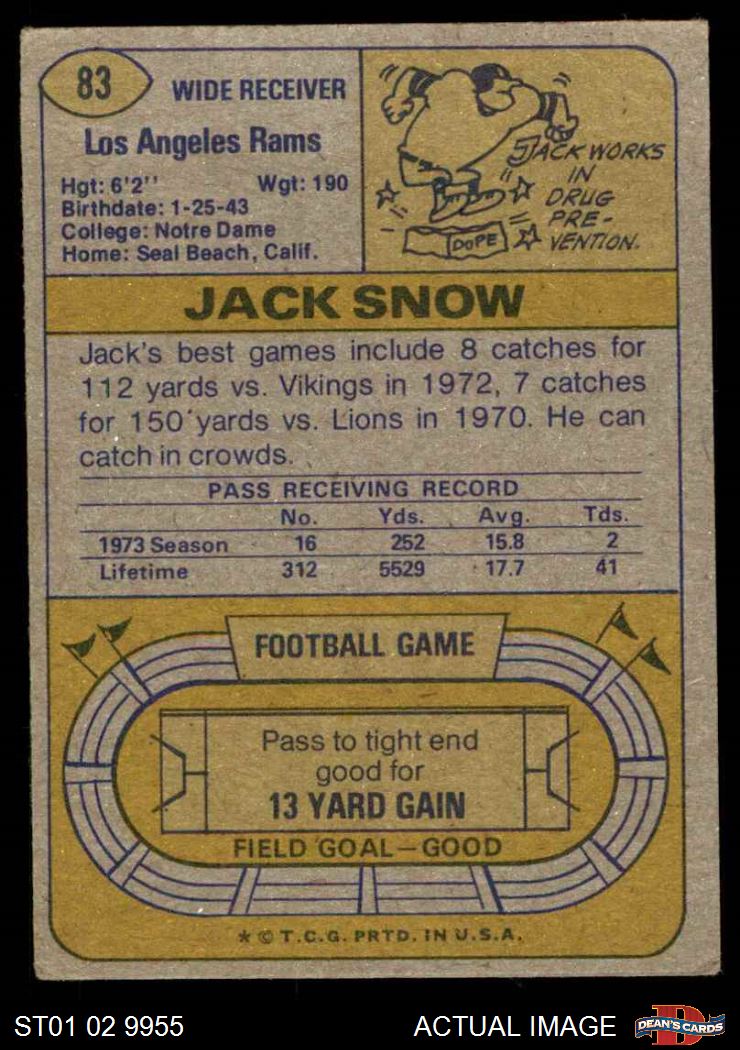 83
WIDE RECEIVER
Los Angeles Rams
Hgt: 6'2'' Wgt: 190
Birthdate: 1-25-43
College: Notre Dame
Home: Seal Beach, Calif.
JACK WORKS
IN
DRUG
PRE-
VENTION.
DOPE
JACK SNOW
Jack's best games include 8 catches for
112 yards vs. Vikings in 1972, 7 catches
for 150 yards vs. Lions in 1970. He can
catch in crowds.
PASS RECEIVING RECORD
No. Yds. Avg. Tds.
1973 Season 16 252 15.8 2
Lifetime 312 5529 17.7 41
FOOTBALL GAME
Pass to tight end
good for
13 YARD GAIN
FIELD GOAL—GOOD
* © T.C.G. PRTD. IN U.S.A.
ST01 02 9955
ACTUAL IMAGE
D
DEAN'S CARDS